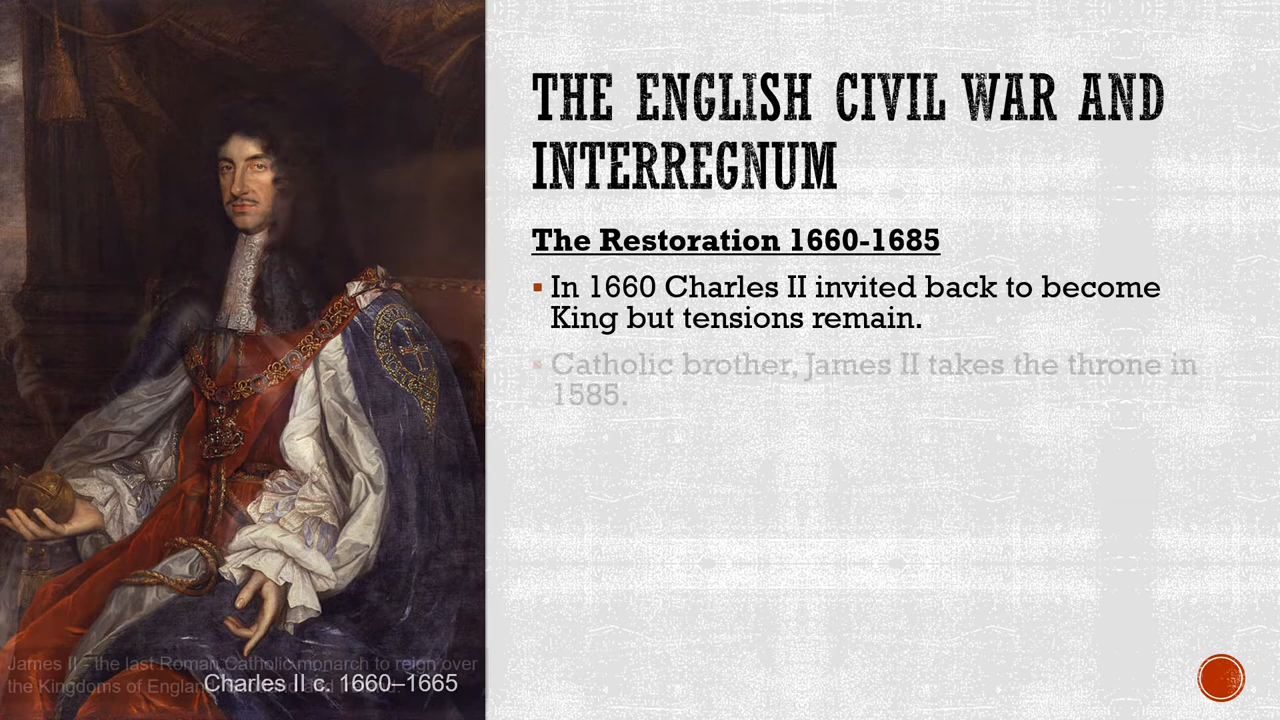 THE ENGLISH CIVIL WAR AND
INTERREGNUM
The Restoration 1660-1685
In 1660 Charles II invited back to become
King but tensions remain.
Catholic brother, James II takes the throne in
1585.
James II - the last Roman Catholic monarch to reign over
the Kingdoms of England
Charles II c. 1660–1665